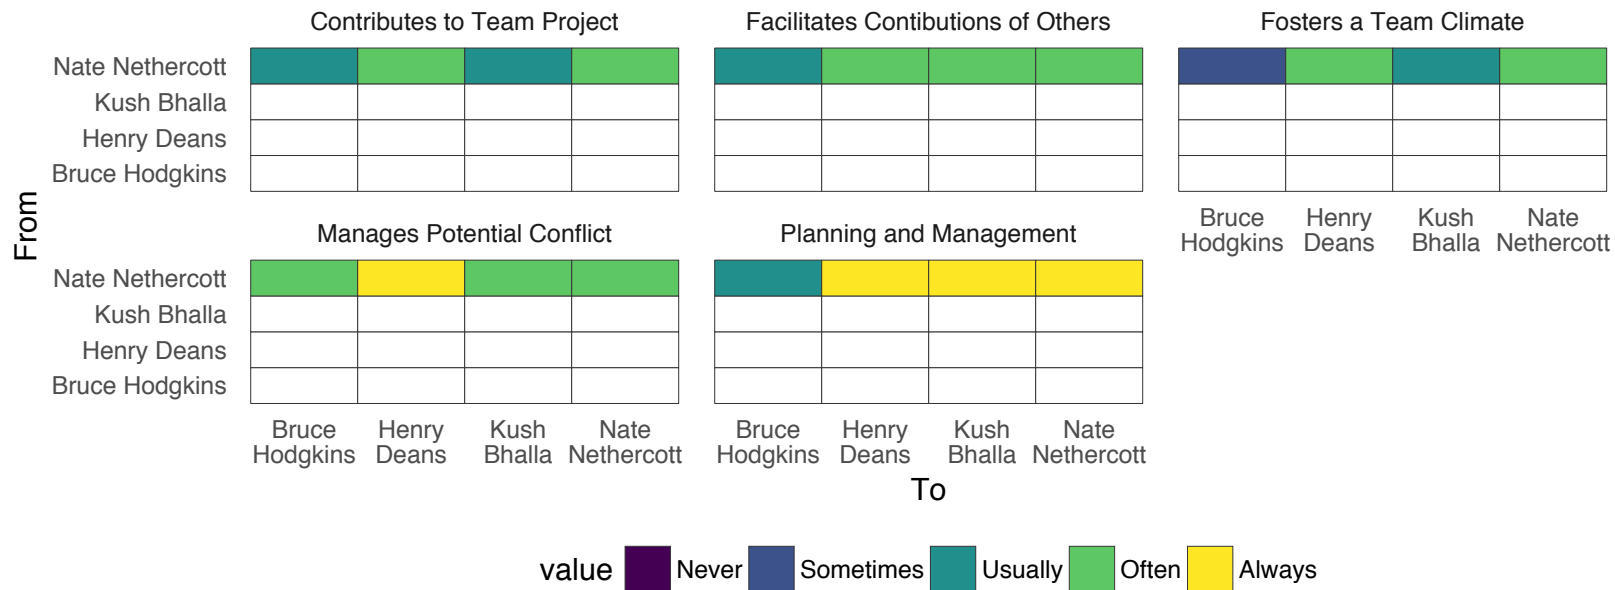 Contributes to Team Project
Facilitates Contibutions of Others
Fosters a Team Climate
From
Nate Nethercott
Kush Bhalla
Henry Deans
Bruce Hodgkins
Bruce Hodgkins
Henry Deans
Kush Bhalla
Nate Nethercott
Manages Potential Conflict
Planning and Management
Nate Nethercott
Kush Bhalla
Henry Deans
Bruce Hodgkins
Bruce Hodgkins
Henry Deans
Kush Bhalla
Nate Nethercott
Bruce Hodgkins
Henry Deans
Kush Bhalla
Nate Nethercott
To
value Never Sometimes Usually Often Always